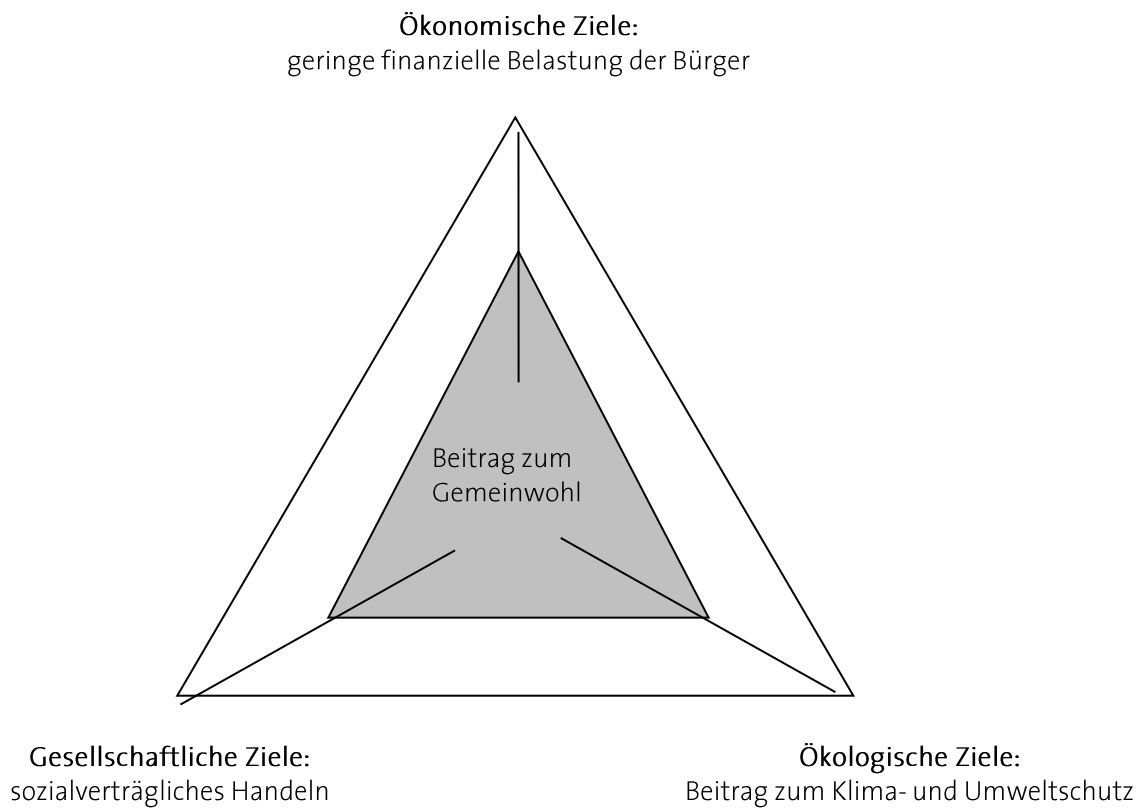 Ökonomische Ziele:
geringe finanzielle Belastung der Bürger
Beitrag zum
Gemeinwohl
Gesellschaftliche Ziele:
sozialverträgliches Handeln
Ökologische Ziele:
Beitrag zum Klima- und Umweltschutz